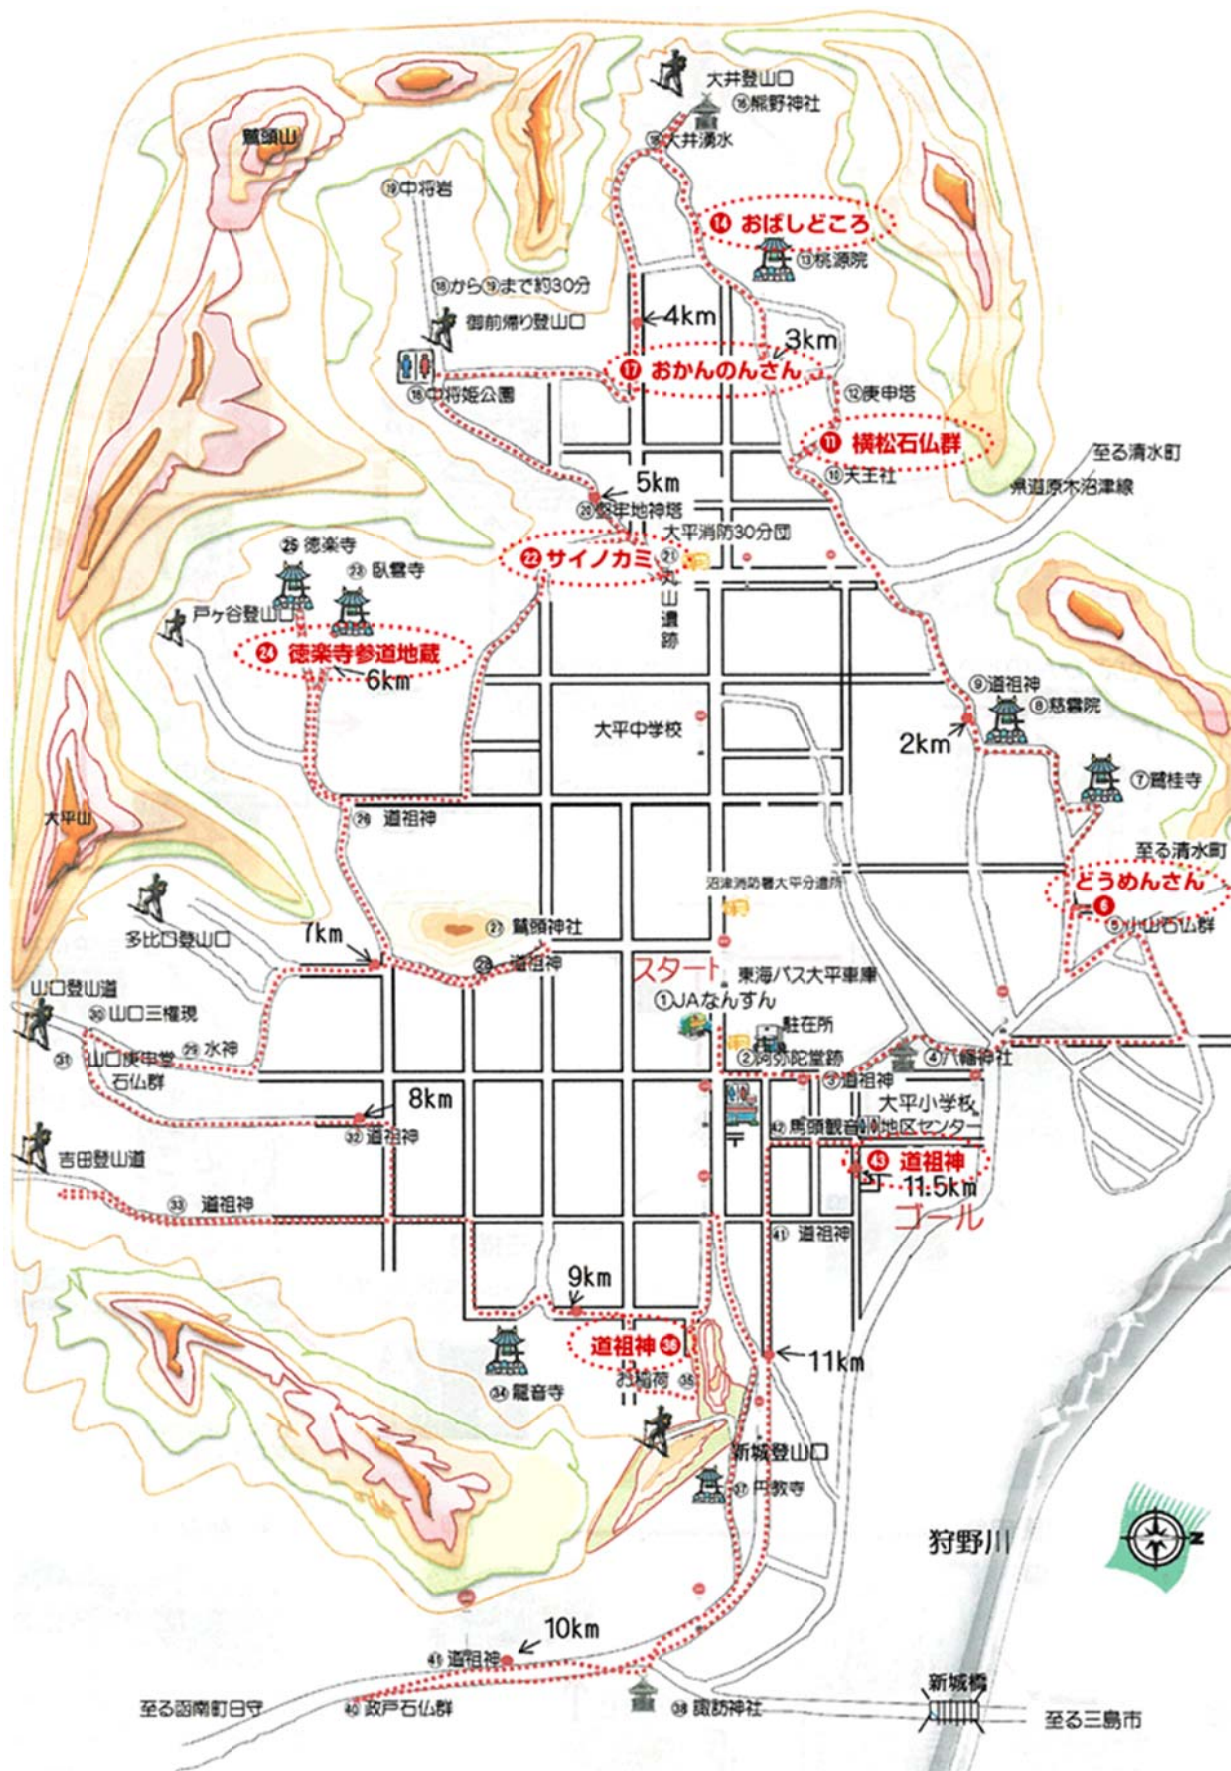 大井登山口
⑯熊野神社
⑮大井湧水
鷲頭山
⑲中将岩
⑭ おばしどころ
⑬桃源院
⑱から⑲まで約30分
御前帰り登山口
4km
3km
⑰ おかんのんさん
⑱中将姫公園
⑫庚申塔
⑪ 横松石仏群
⑩天王社
至る清水町
県道原木沼津線
5km
⑳堅牢地神塔
大平消防30分団
㉒サイノカミ
㉑丸山遺跡
㉕ 徳楽寺
㉓ 臥雲寺
戸ヶ谷登山口
㉔ 徳楽寺参道地蔵
6km
⑨道祖神
⑧慈雲院
大平中学校
2km
⑦鷲桂寺
大平山
㉖ 道祖神
至る清水町
どうめんさん
⑥
⑤小山石仏群
沼津消防署大平分遣所
㉗ 鷲頭神社
多比口登山口
7km
㉘ 道祖神
スタート
東海バス大平車庫
①JAなんすん
駐在所
山口登山道
㉚山口三権現
㉙水神
㉛ 山口庚申堂
石仏群
②阿弥陀堂跡
③道祖神
④八幡神社
8km
大平小学校
㉜道祖神
㊷馬頭観音
地区センター
吉田登山道
㊸ 道祖神
11.5km
ゴール
㉝ 道祖神
㊶ 道祖神
9km
道祖神㊱
11km
お稲荷 ㉟
㉞龍音寺
新城登山口
㊲円教寺
狩野川
N
10km
道祖神
至る函南町日守
㊵ 政戸石仏群
㊳諏訪神社
新城橋
至る三島市